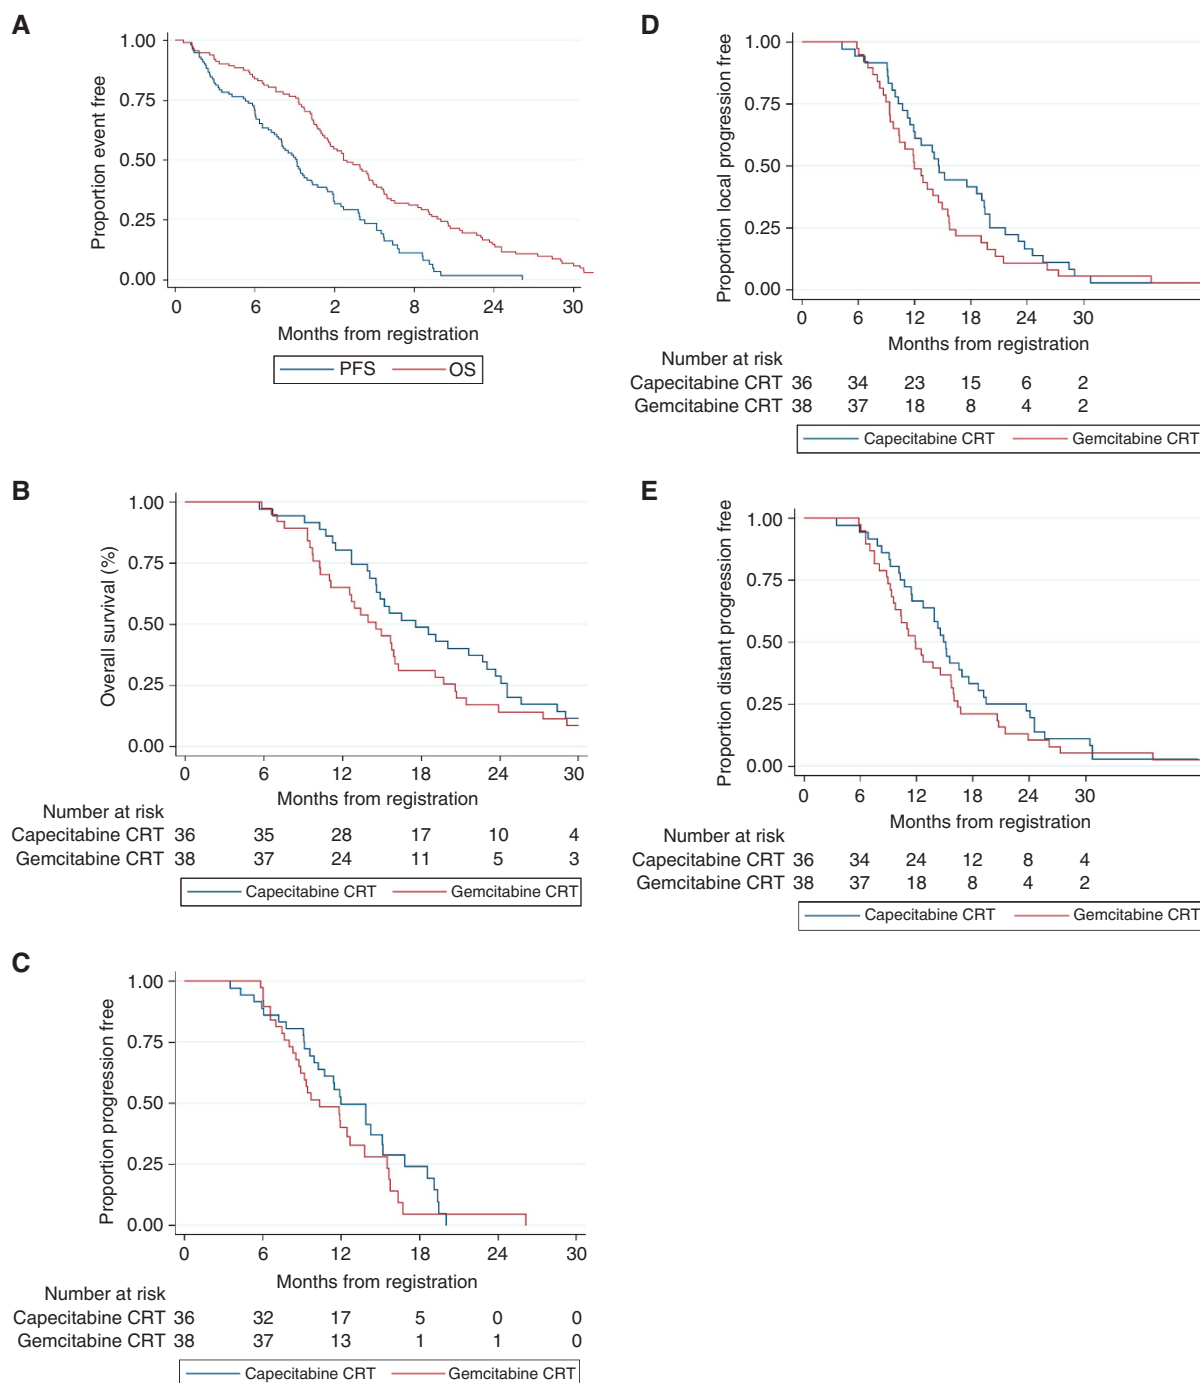 A
Proportion event free
1.00
0.75
0.50
0.25
0.00
0 6 2 8 20 24 30
Months from registration
PFS OS
B
Overall survival (%)
1.00
0.75
0.50
0.25
0.00
0 6 12 18 24 30
Months from registration
Number at risk
Capecitabine CRT 36 35 28 17 10 4
Gemcitabine CRT 38 37 24 11 5 3
Capecitabine CRT Gemcitabine CRT
C
Proportion progression free
1.00
0.75
0.50
0.25
0.00
0 6 12 18 24 30
Months from registration
Number at risk
Capecitabine CRT 36 32 17 5 0 0
Gemcitabine CRT 38 37 13 1 1 0
Capecitabine CRT Gemcitabine CRT
D
Proportion local progression free
1.00
0.75
0.50
0.25
0.00
0 6 12 18 24 30
Months from registration
Number at risk
Capecitabine CRT 36 34 23 15 6 2
Gemcitabine CRT 38 37 18 8 4 2
Capecitabine CRT Gemcitabine CRT
E
Proportion distant progression free
1.00
0.75
0.50
0.25
0.00
0 6 12 18 24 30
Months from registration
Number at risk
Capecitabine CRT 36 34 24 12 8 4
Gemcitabine CRT 38 37 18 8 4 2
Capecitabine CRT Gemcitabine CRT